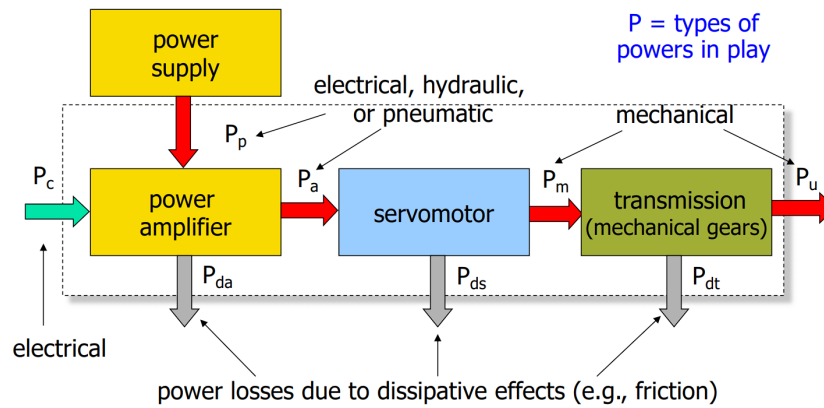 power
supply
P = types of
powers in play
electrical, hydraulic,
or pneumatic
mechanical
Pp
Pc
Pa
Pm
Pu
power
amplifier
servomotor
transmission
(mechanical gears)
Pda
Pds
Pdt
electrical
power losses due to dissipative effects (e.g., friction)